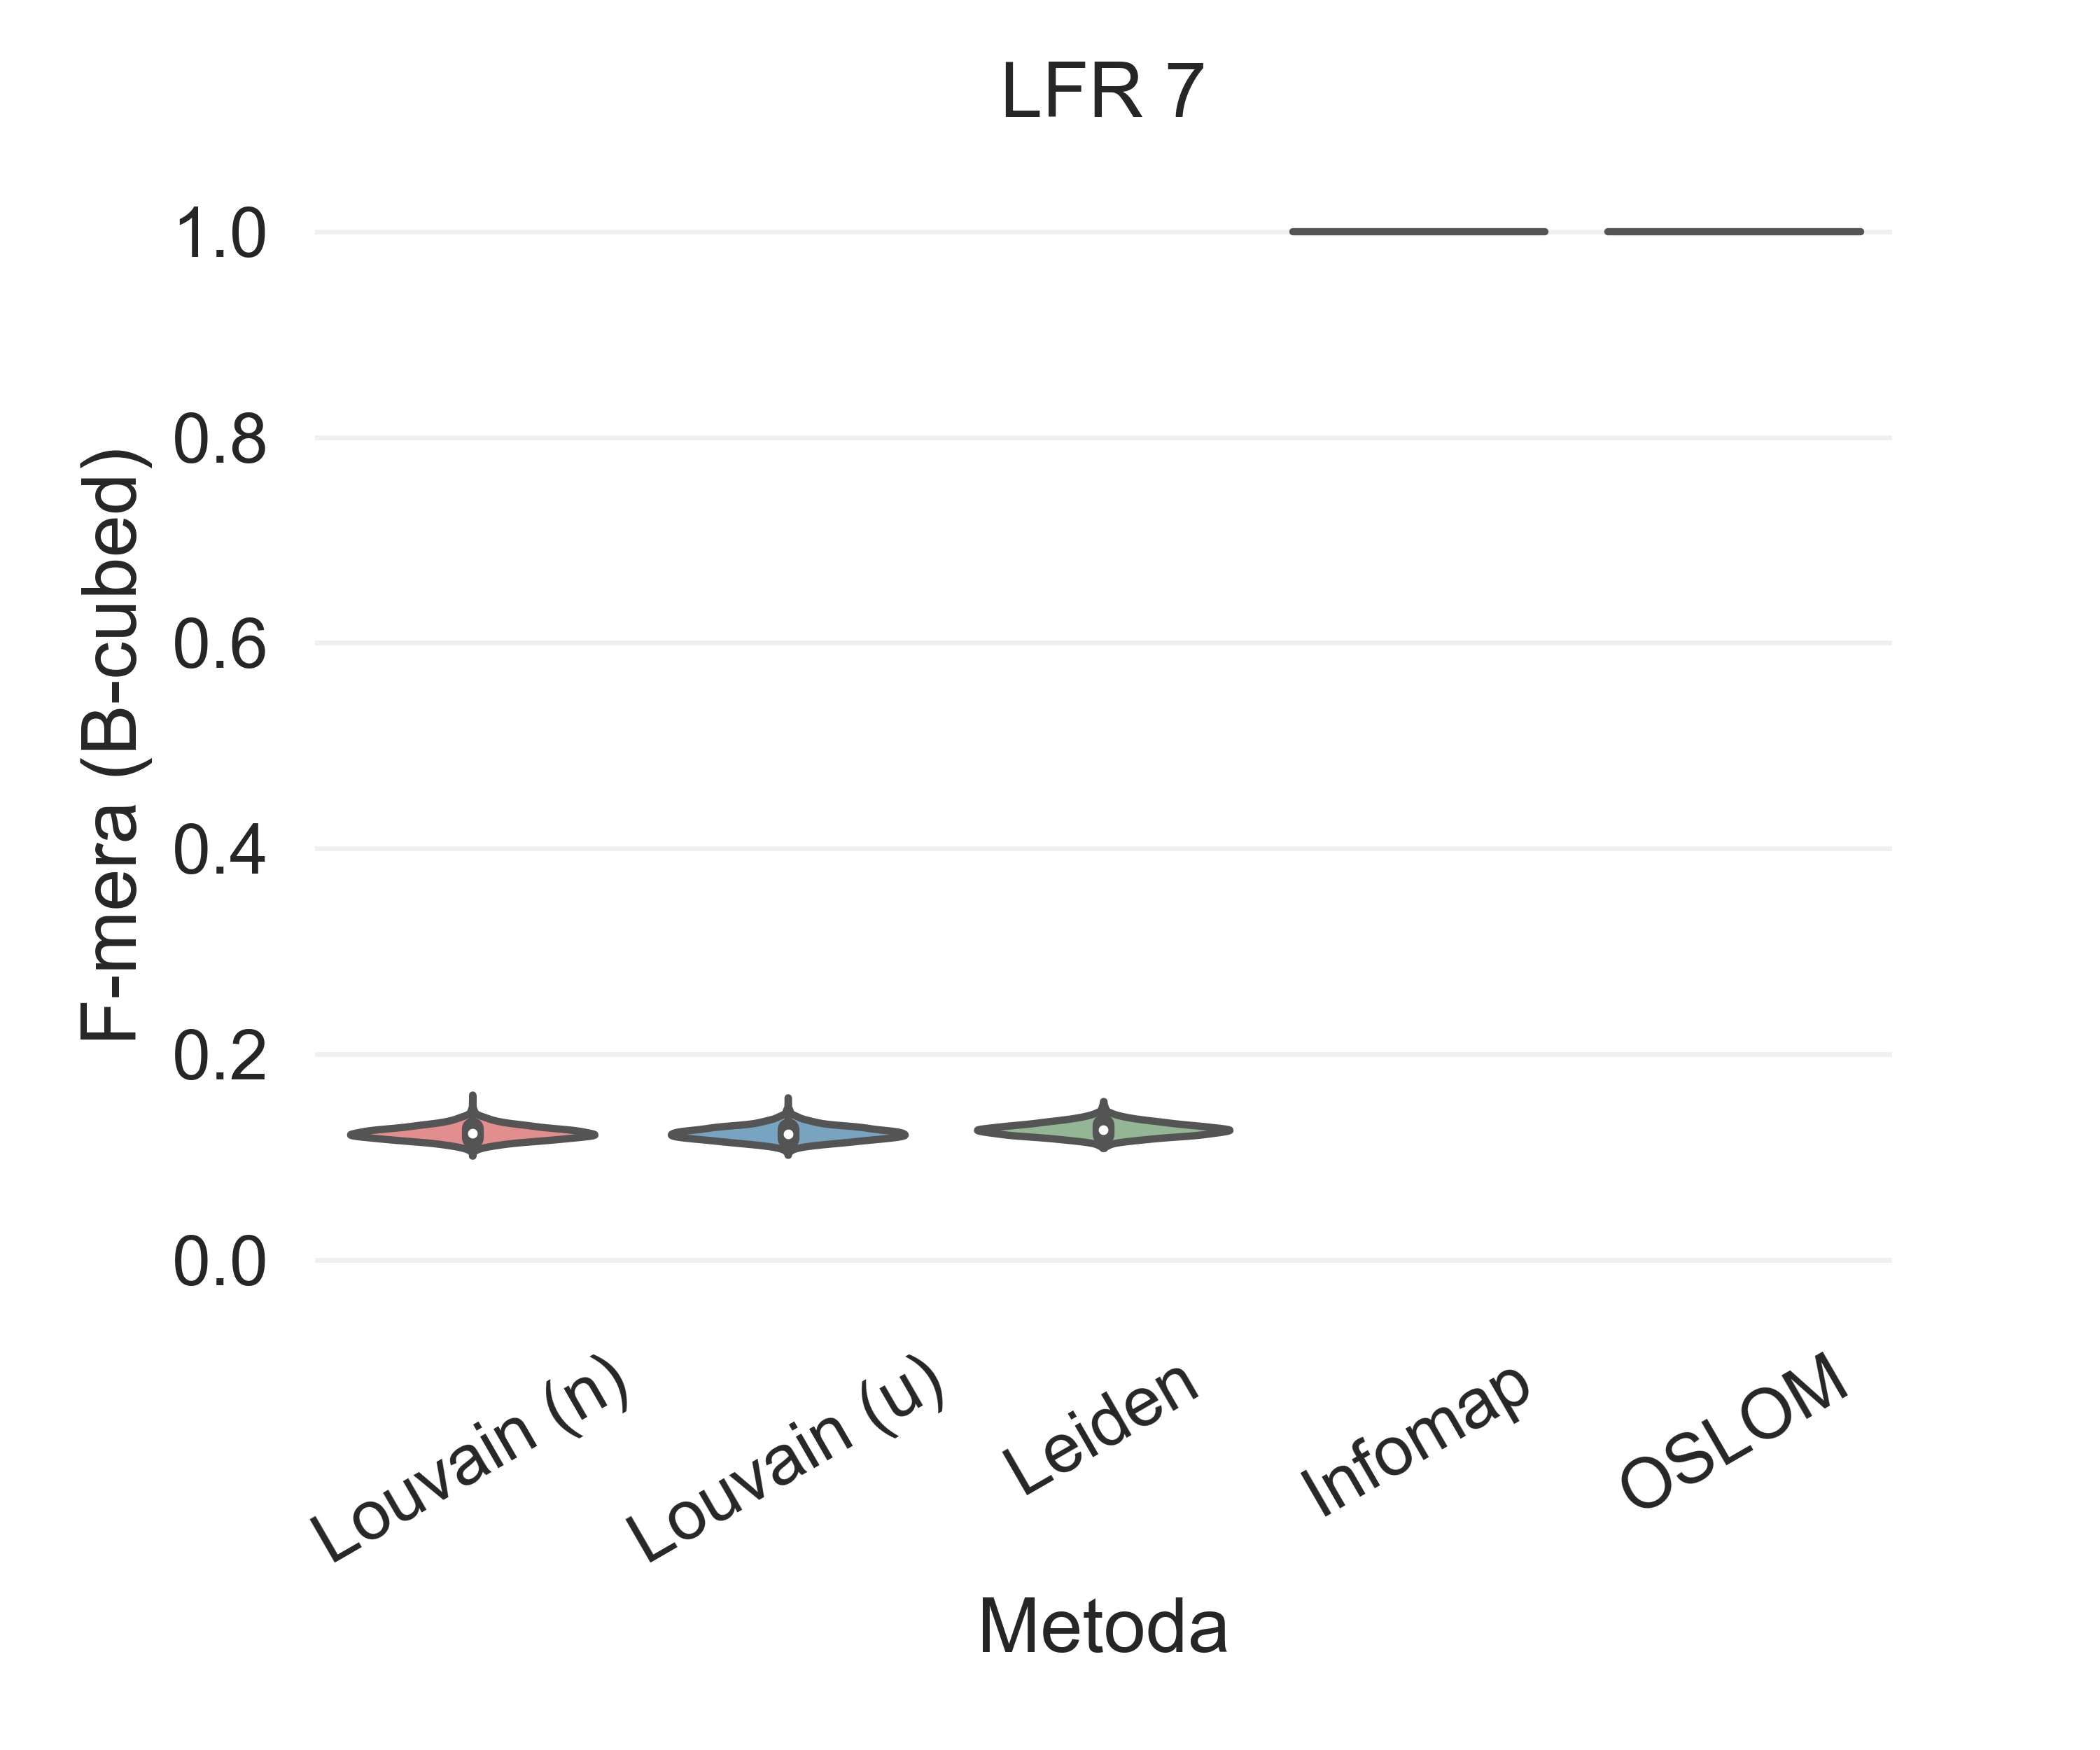 LFR 7
F-mera (B-cubed)
1.0
0.8
0.6
0.4
0.2
0.0
Louvain (n)
Louvain (u)
Leiden
Infomap
OSLOM
Metoda